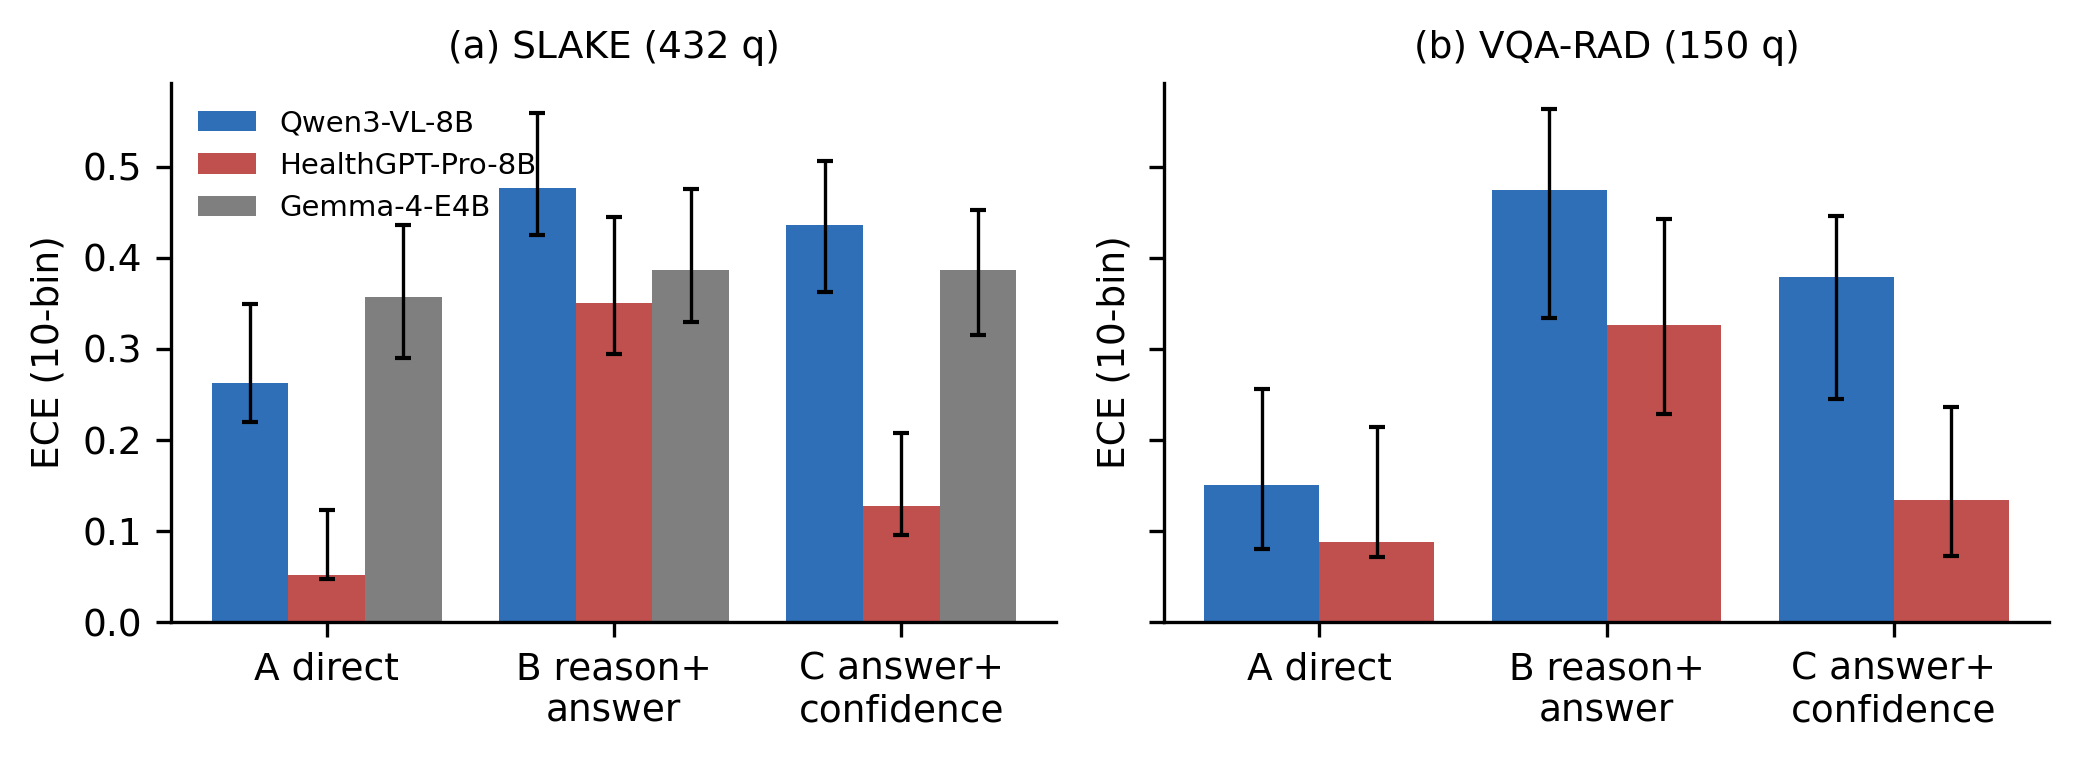 (a) SLAKE (432 q)
Qwen3-VL-8B
HealthGPT-Pro-8B
Gemma-4-E4B
ECE (10-bin)
0.5
0.4
0.3
0.2
0.1
0.0
A direct
B reason+
answer
C answer+
confidence
(b) VQA-RAD (150 q)
ECE (10-bin)
A direct
B reason+
answer
C answer+
confidence